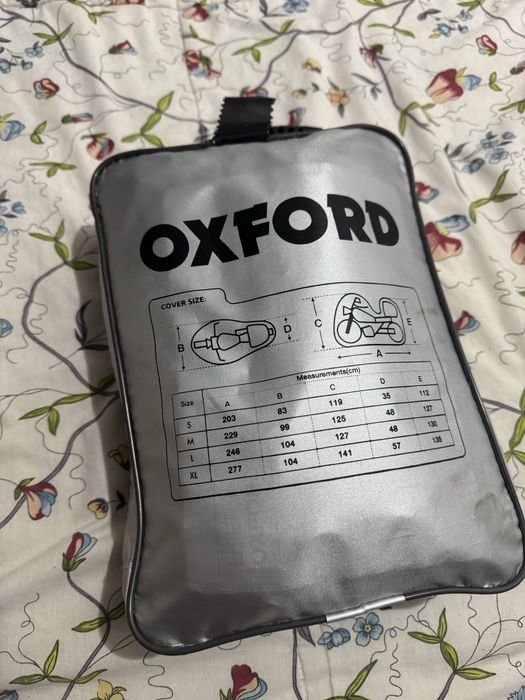 OXFORD
COVER SIZE:
B D C E
A
Measurements(cm)
Size A B C D E
S 203 83 119 35 112
M 229 99 125 48 127
L 246 104 127 48 130
XL 277 104 141 57